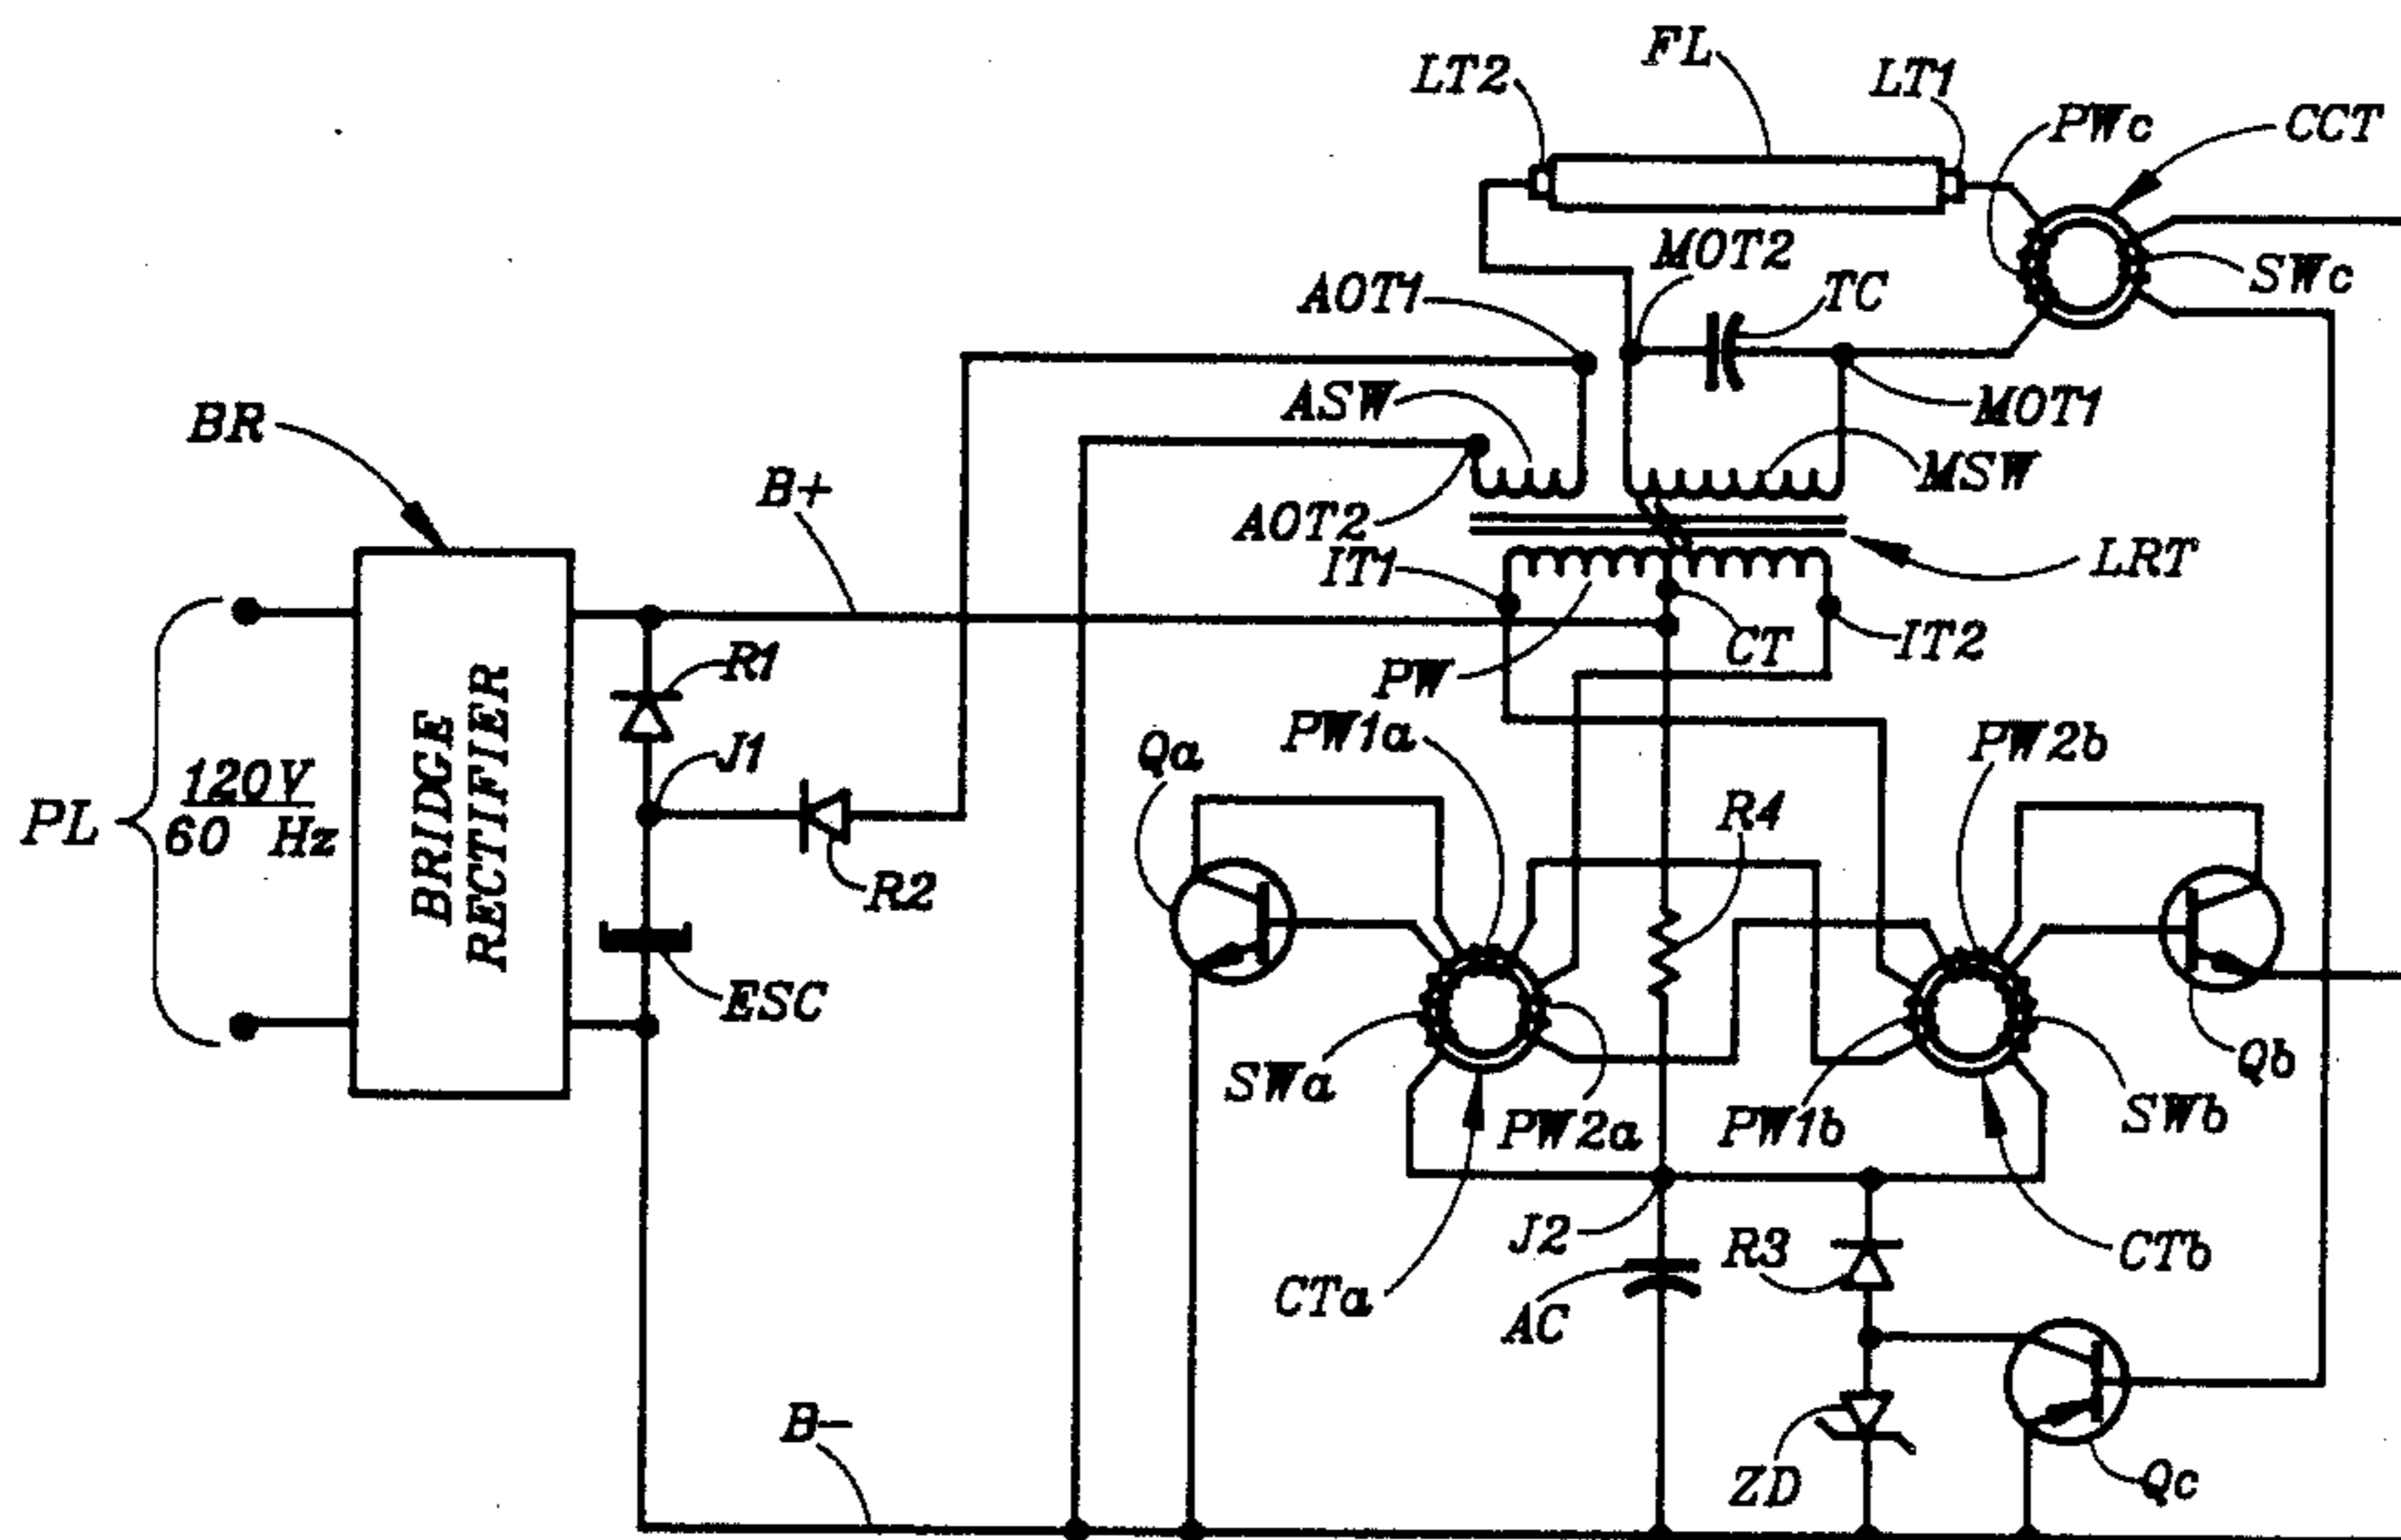 FL
LT2
LT1
PWc
CCT
MOT2
TC
SWc
AOT1
ASW
MOT1
BR
B+
MSW
AOT2
IT1
LRT
CT
IT2
R1
PW
BRIDGE
RECTIFIER
J1
Qa
PW1a
PW2b
PL
120V
60 Hz
R4
R2
ESC
SWa
PW2a
PW1b
SWb
Qb
J2
R3
CTb
CTa
AC
B-
ZD
Qc